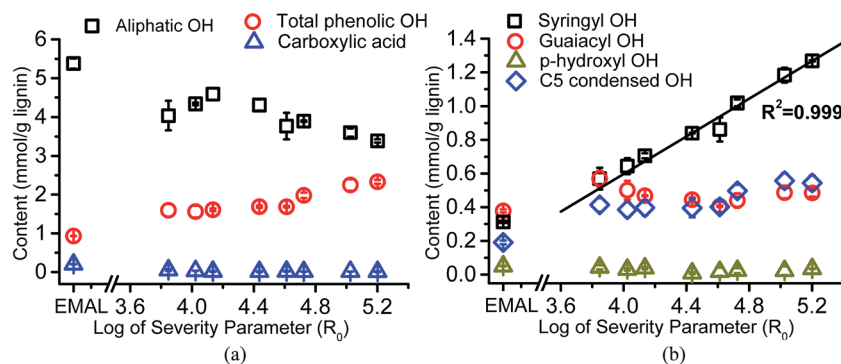 (a)
Aliphatic OH
Total phenolic OH
Carboxylic acid
Content (mmol/g lignin)
6
5
4
3
2
1
0
EMAL 3.6 4.0 4.4 4.8 5.2
Log of Severity Parameter (R0)
(a)
(b)
Syringyl OH
Guaiacyl OH
p-hydroxyl OH
C5 condensed OH
R²=0.999
Content (mmol/g lignin)
1.4
1.2
1.0
0.8
0.6
0.4
0.2
0.0
EMAL 3.6 4.0 4.4 4.8 5.2
Log of Severity Parameter (R0)
(b)